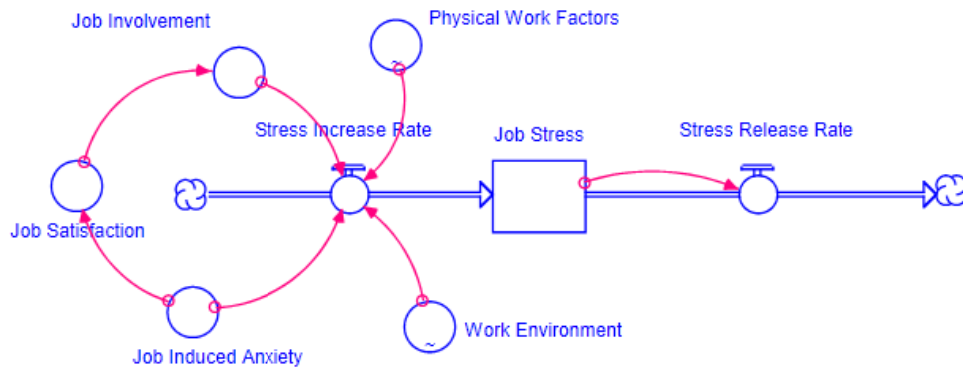 Job Involvement
Physical Work Factors
Stress Increase Rate
Job Stress
Stress Release Rate
Job Satisfaction
Work Environment
Job Induced Anxiety
~
~